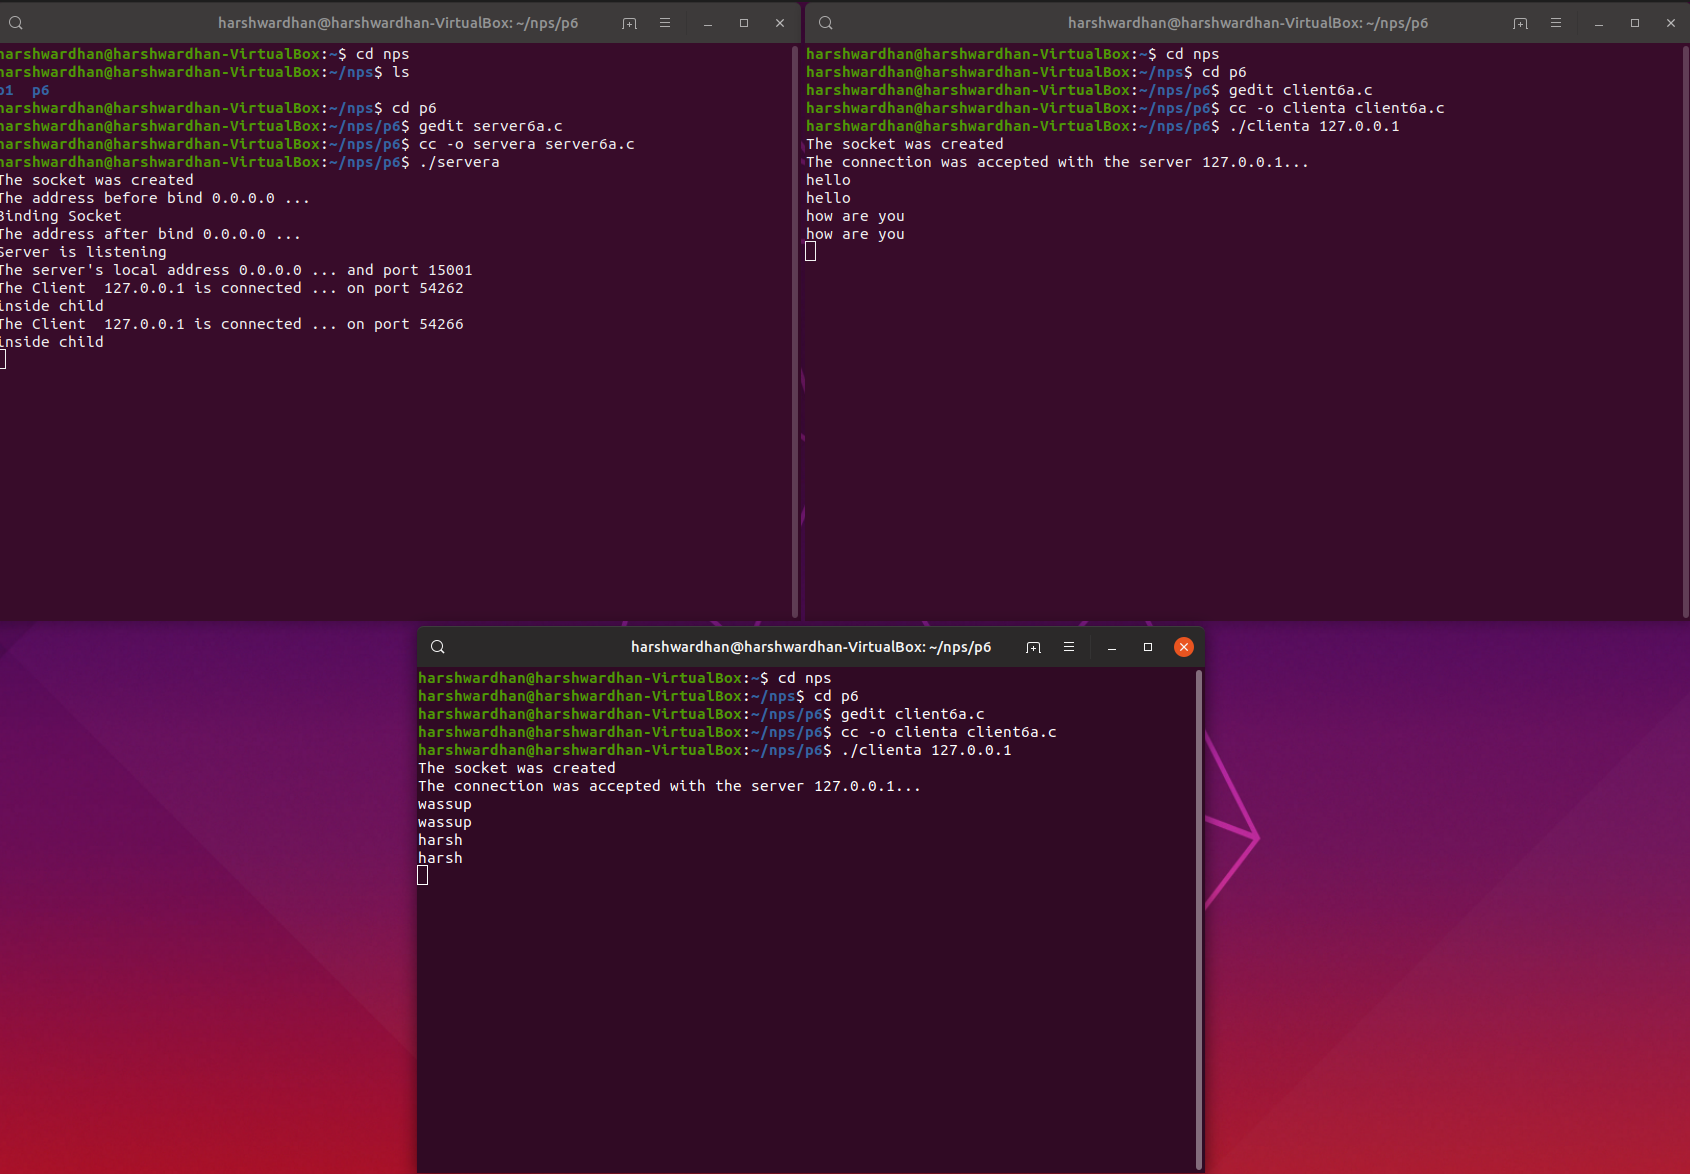 harshwardhan@harshwardhan-VirtualBox: ~/nps/p6
harshwardhan@harshwardhan-VirtualBox:~$ cd nps
harshwardhan@harshwardhan-VirtualBox:~/nps$ ls
p1  p6
harshwardhan@harshwardhan-VirtualBox:~/nps$ cd p6
harshwardhan@harshwardhan-VirtualBox:~/nps/p6$ gedit server6a.c
harshwardhan@harshwardhan-VirtualBox:~/nps/p6$ cc -o servera server6a.c
harshwardhan@harshwardhan-VirtualBox:~/nps/p6$ ./servera
The socket was created
The address before bind 0.0.0.0 ...
Binding Socket
The address after bind 0.0.0.0 ...
Server is listening
The server's local address 0.0.0.0 ... and port 15001
The Client  127.0.0.1 is connected ... on port 54262
inside child
The Client  127.0.0.1 is connected ... on port 54266
inside child
harshwardhan@harshwardhan-VirtualBox: ~/nps/p6
harshwardhan@harshwardhan-VirtualBox:~$ cd nps
harshwardhan@harshwardhan-VirtualBox:~/nps$ cd p6
harshwardhan@harshwardhan-VirtualBox:~/nps/p6$ gedit client6a.c
harshwardhan@harshwardhan-VirtualBox:~/nps/p6$ cc -o clienta client6a.c
harshwardhan@harshwardhan-VirtualBox:~/nps/p6$ ./clienta 127.0.0.1
The socket was created
The connection was accepted with the server 127.0.0.1...
hello
hello
how are you
how are you
harshwardhan@harshwardhan-VirtualBox: ~/nps/p6
harshwardhan@harshwardhan-VirtualBox:~$ cd nps
harshwardhan@harshwardhan-VirtualBox:~/nps$ cd p6
harshwardhan@harshwardhan-VirtualBox:~/nps/p6$ gedit client6a.c
harshwardhan@harshwardhan-VirtualBox:~/nps/p6$ cc -o clienta client6a.c
harshwardhan@harshwardhan-VirtualBox:~/nps/p6$ ./clienta 127.0.0.1
The socket was created
The connection was accepted with the server 127.0.0.1...
wassup
wassup
harsh
harsh